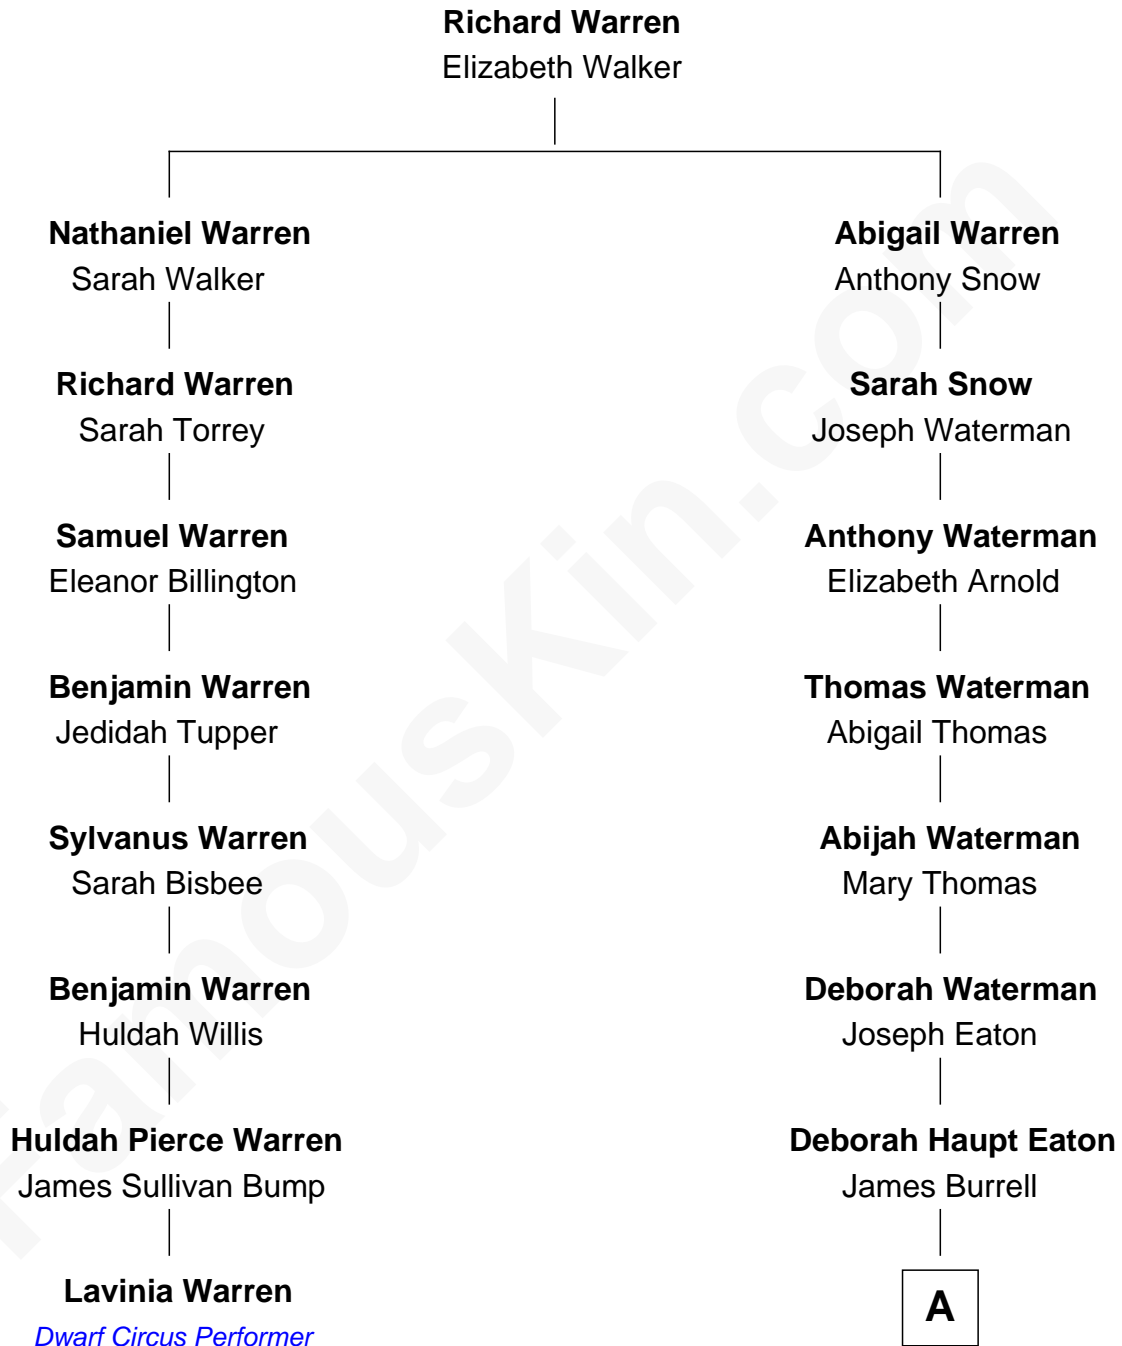 Richard Warren
Elizabeth Walker
Nathaniel Warren
Sarah Walker
Abigail Warren
Anthony Snow
Richard Warren
Sarah Torrey
Sarah Snow
Joseph Waterman
Samuel Warren
Eleanor Billington
Anthony Waterman
Elizabeth Arnold
Benjamin Warren
Jedidah Tupper
Thomas Waterman
Abigail Thomas
Sylvanus Warren
Sarah Bisbee
Abijah Waterman
Mary Thomas
Benjamin Warren
Huldah Willis
Deborah Waterman
Joseph Eaton
Huldah Pierce Warren
James Sullivan Bump
Deborah Haupt Eaton
James Burrell
Lavinia Warren
Dwarf Circus Performer
A
FamousKin.com